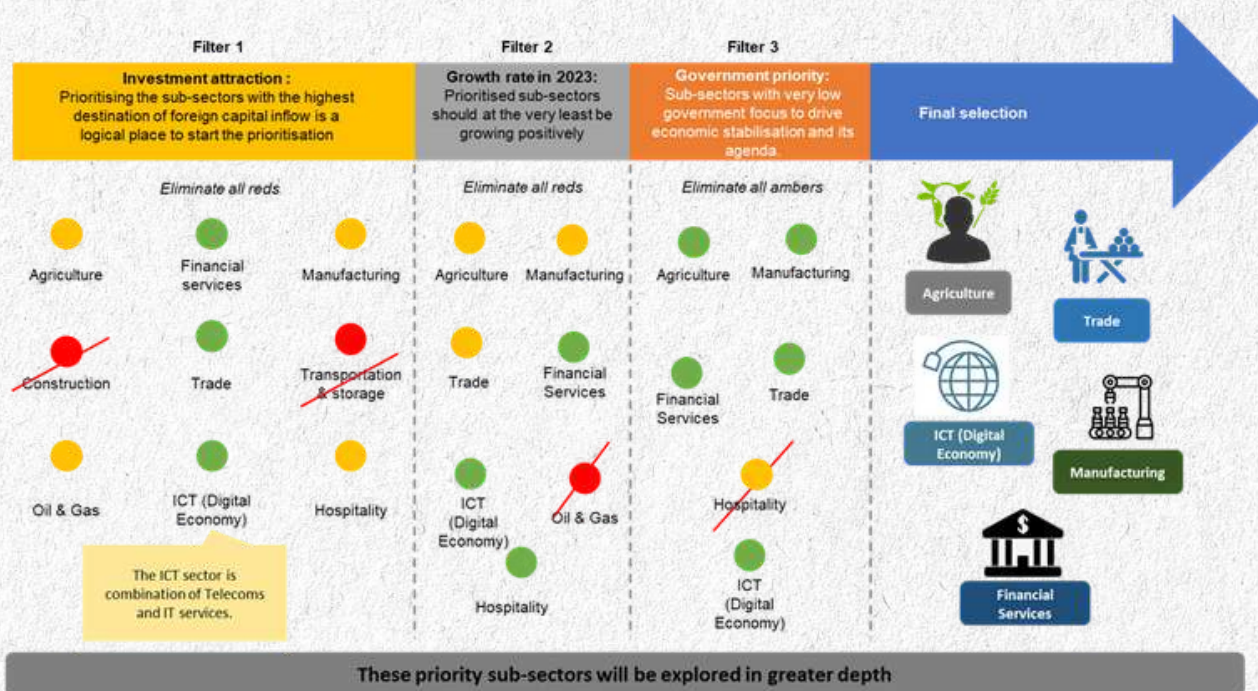 Filter 1
Filter 2
Filter 3
Investment attraction :
Prioritising the sub-sectors with the highest
destination of foreign capital inflow is a
logical place to start the prioritisation
Growth rate in 2023:
Prioritised sub-sectors
should at the very least be
growing positively
Government priority:
Sub-sectors with very low
government focus to drive
economic stabilisation and its
agenda.
Final selection
Eliminate all reds
Agriculture
Financial
services
Manufacturing
Construction
Trade
Transportation
& storage
Oil & Gas
ICT (Digital
Economy)
Hospitality
The ICT sector is
combination of Telecoms
and IT services.
Eliminate all reds
Agriculture
Manufacturing
Trade
Financial
Services
ICT
(Digital
Economy)
Oil & Gas
Hospitality
Eliminate all ambers
Agriculture
Manufacturing
Financial
Services
Trade
Hospitality
ICT
(Digital
Economy)
Agriculture
Trade
ICT (Digital
Economy)
Manufacturing
$
Financial
Services
These priority sub-sectors will be explored in greater depth